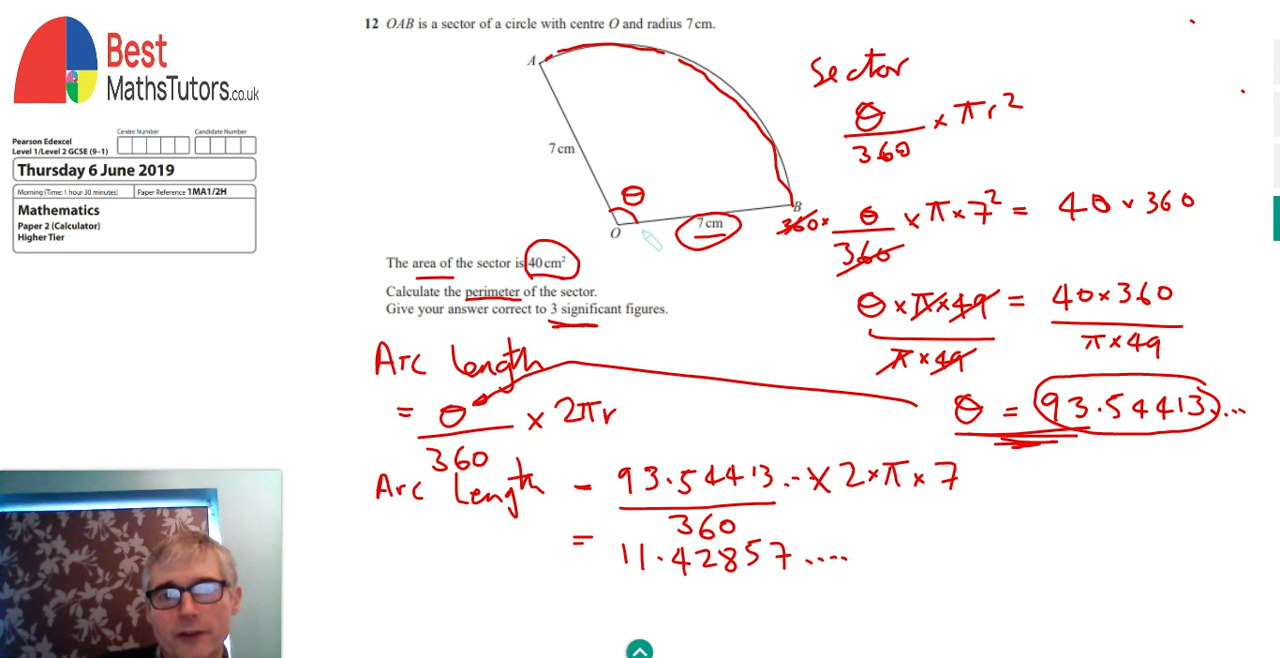 Best
MathsTutors.co.uk
Centre Number
Candidate Number
Pearson Edexcel
Level 1/Level 2 GCSE (9–1)
Thursday 6 June 2019
Morning (Time: 1 hour 30 minutes)
Paper Reference 1MA1/2H
Mathematics
Paper 2 (Calculator)
Higher Tier
12 OAB is a sector of a circle with centre O and radius 7 cm.
A
7 cm
θ
B
O
7 cm
The area of the sector is 40 cm²
Calculate the perimeter of the sector.
Give your answer correct to 3 significant figures.
Sector
θ/360 × πr²
360 × θ/360 × π × 7² = 40 × 360
θ × π × 49 / π × 49 = 40 × 360 / π × 49
θ = 93.54413....
Arc length
= θ/360 × 2πr
Arc Length = 93.54413.. × 2 × π × 7 / 360
= 11.42857....